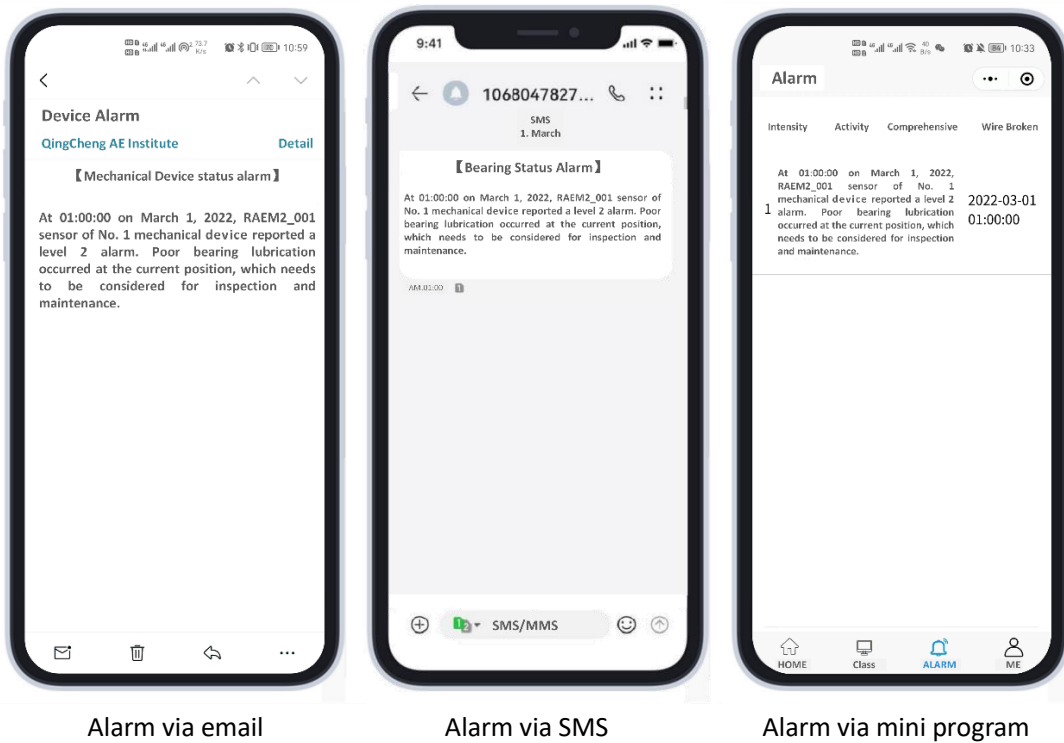 73.7
K/s
10:59
Device Alarm
QingCheng AE Institute Detail
【Mechanical Device status alarm】
At 01:00:00 on March 1, 2022, RAEM2_001
sensor of No. 1 mechanical device reported a
level 2 alarm. Poor bearing lubrication
occurred at the current position, which needs
to be considered for inspection and
maintenance.
Alarm via email
9:41
1068047827...
SMS
1. March
【Bearing Status Alarm】
At 01:00:00 on March 1, 2022, RAEM2_001 sensor of
No. 1 mechanical device reported a level 2 alarm. Poor
bearing lubrication occurred at the current position,
which needs to be considered for inspection and
maintenance.
AM.01:00 1
SMS/MMS
Alarm via SMS
40
B/s
10:33
Alarm
Intensity Activity Comprehensive Wire Broken
1
At 01:00:00 on March 1, 2022,
RAEM2_001 sensor of No. 1
mechanical device reported a level 2
alarm. Poor bearing lubrication
occurred at the current position, which
needs to be considered for inspection
and maintenance.
2022-03-01
01:00:00
HOME Class ALARM ME
Alarm via mini program